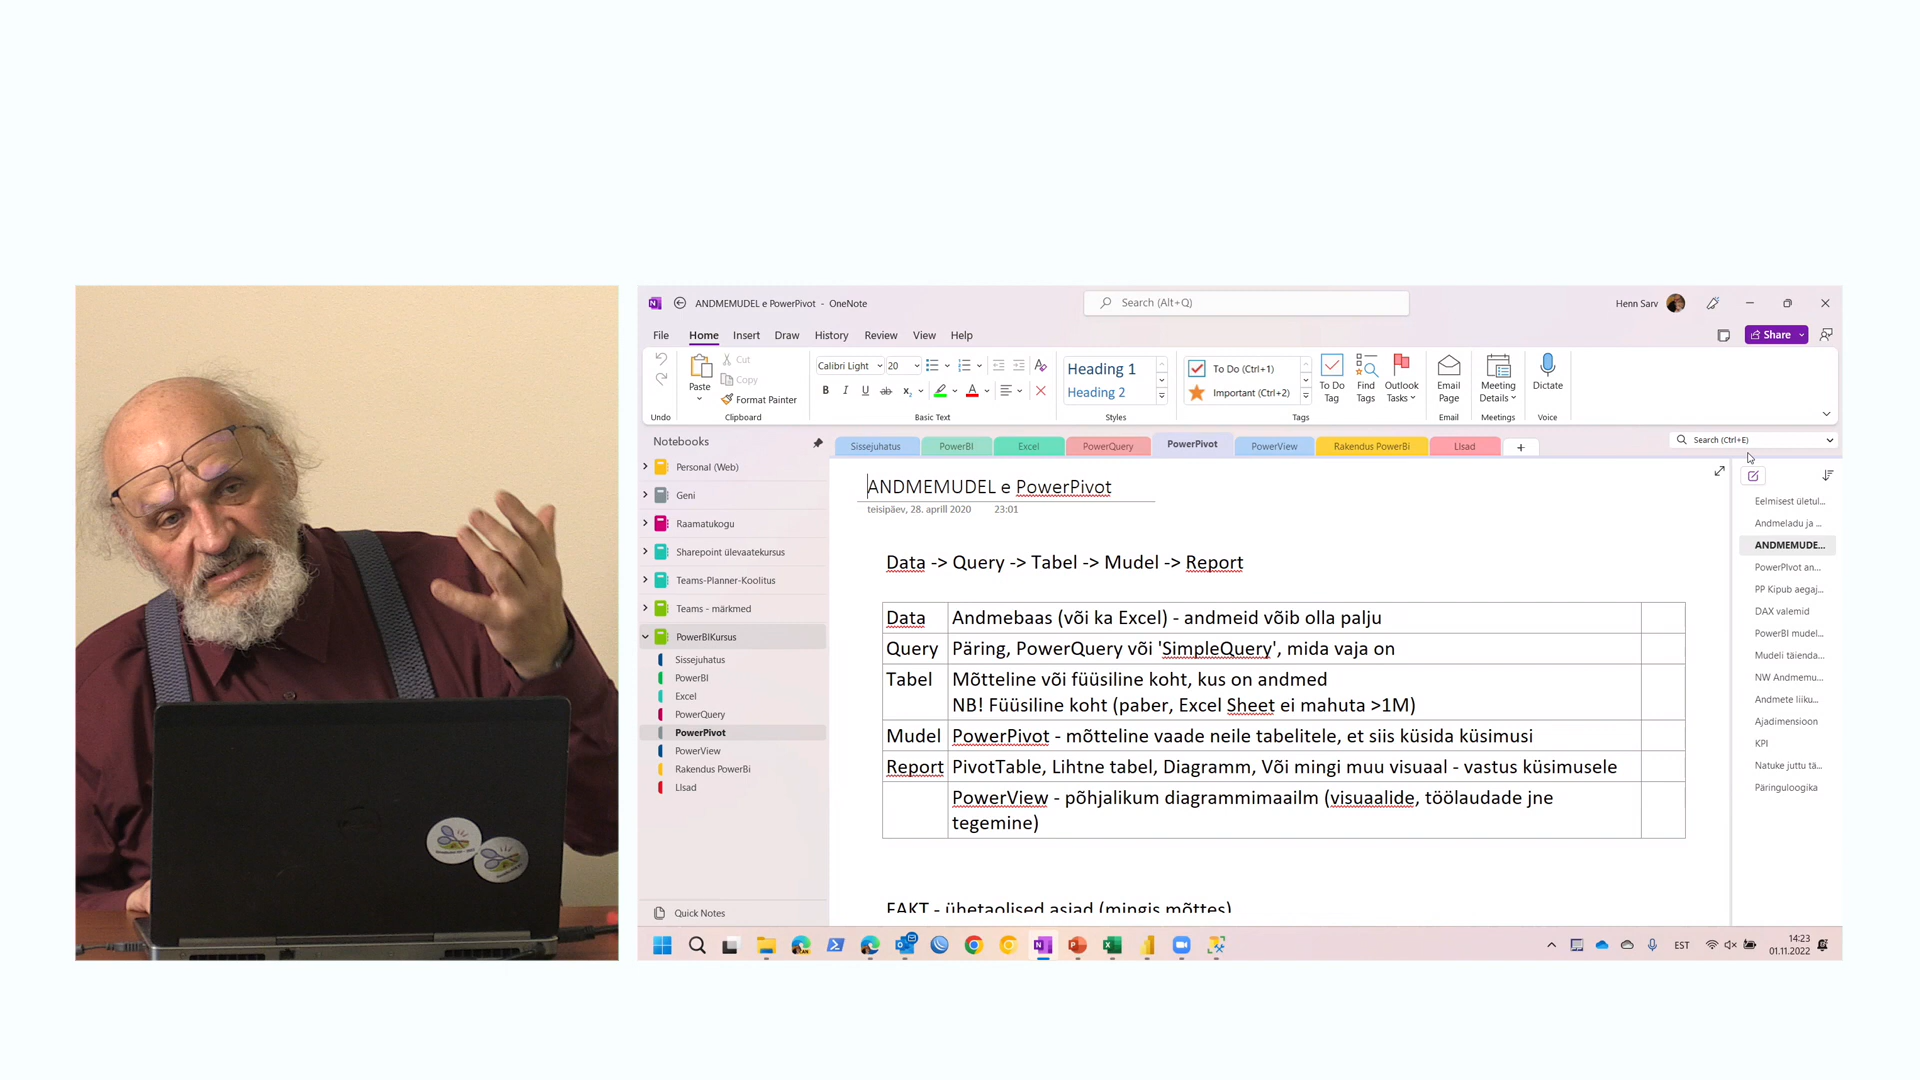 ANDMEMUDEL e PowerPivot - OneNote
Search (Alt+Q)
Henn Sarv
File Home Insert Draw History Review View Help
Share
Paste
Cut
Copy
Format Painter
Calibri Light 20
B I U ab x₂ A
Heading 1
Heading 2
To Do (Ctrl+1)
Important (Ctrl+2)
To Do Tag
Find Tags
Outlook Tasks
Email Page
Meeting Details
Dictate
Undo Clipboard Basic Text Styles Tags Email Meetings Voice
Notebooks
Sissejuhatus PowerBI Excel PowerQuery PowerPivot PowerView Rakendus PowerBi LIsad +
Search (Ctrl+E)
Personal (Web)
Geni
Raamatukogu
Sharepoint ülevaatekursus
Teams-Planner-Koolitus
Teams - märkmed
PowerBIKursus
Sissejuhatus
PowerBI
Excel
PowerQuery
PowerPivot
PowerView
Rakendus PowerBi
LIsad
Quick Notes
ANDMEMUDEL e PowerPivot
teisipäev, 28. aprill 2020 23:01
Data -> Query -> Tabel -> Mudel -> Report
Data Andmebaas (või ka Excel) - andmeid võib olla palju
Query Päring, PowerQuery või 'SimpleQuery', mida vaja on
Tabel Mõtteline või füüsiline koht, kus on andmed
NB! Füüsiline koht (paber, Excel Sheet ei mahuta >1M)
Mudel PowerPivot - mõtteline vaade neile tabelitele, et siis küsida küsimusi
Report PivotTable, Lihtne tabel, Diagramm, Või mingi muu visuaal - vastus küsimusele
PowerView - põhjalikum diagrammimaailm (visuaalide, töölaudade jne
tegemine)
FAKT - ühetaolised asjad (mingis mõttes)
Eelmisest ületul...
Andmeladu ja ...
ANDMEMUDE...
PowerPIvot an...
PP Kipub aegaj...
DAX valemid
PowerBI mudel...
Mudeli täienda...
NW Andmemu...
Andmete liiku...
Ajadimensioon
KPI
Natuke juttu tä...
Päringuloogika
EST
14:23
01.11.2022